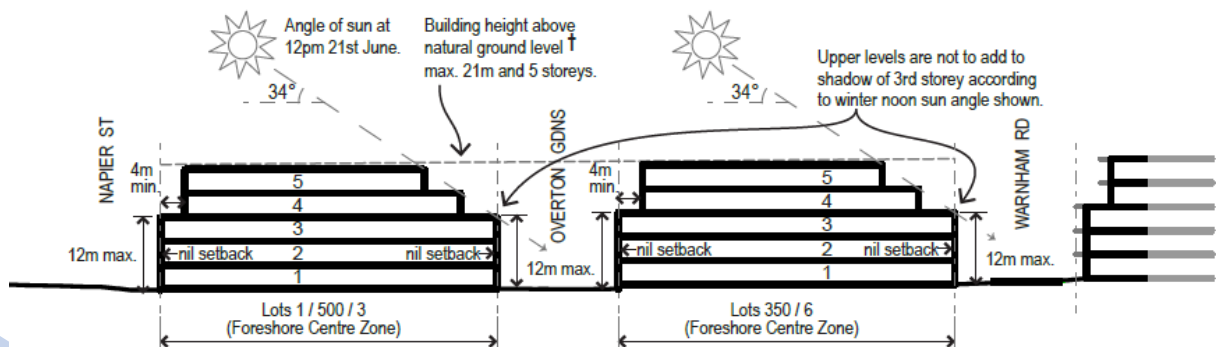 Angle of sun at
12pm 21st June.
Building height above
natural ground level †
max. 21m and 5 storeys.
Upper levels are not to add to
shadow of 3rd storey according
to winter noon sun angle shown.
34°
34°
NAPIER ST
OVERTON GDNS
WARNHAM RD
4m
min.
5
4
3
2
1
nil setback
nil setback
12m max.
12m max.
4m
min.
5
4
3
2
1
nil setback
nil setback
12m max.
Lots 1 / 500 / 3
(Foreshore Centre Zone)
Lots 350 / 6
(Foreshore Centre Zone)